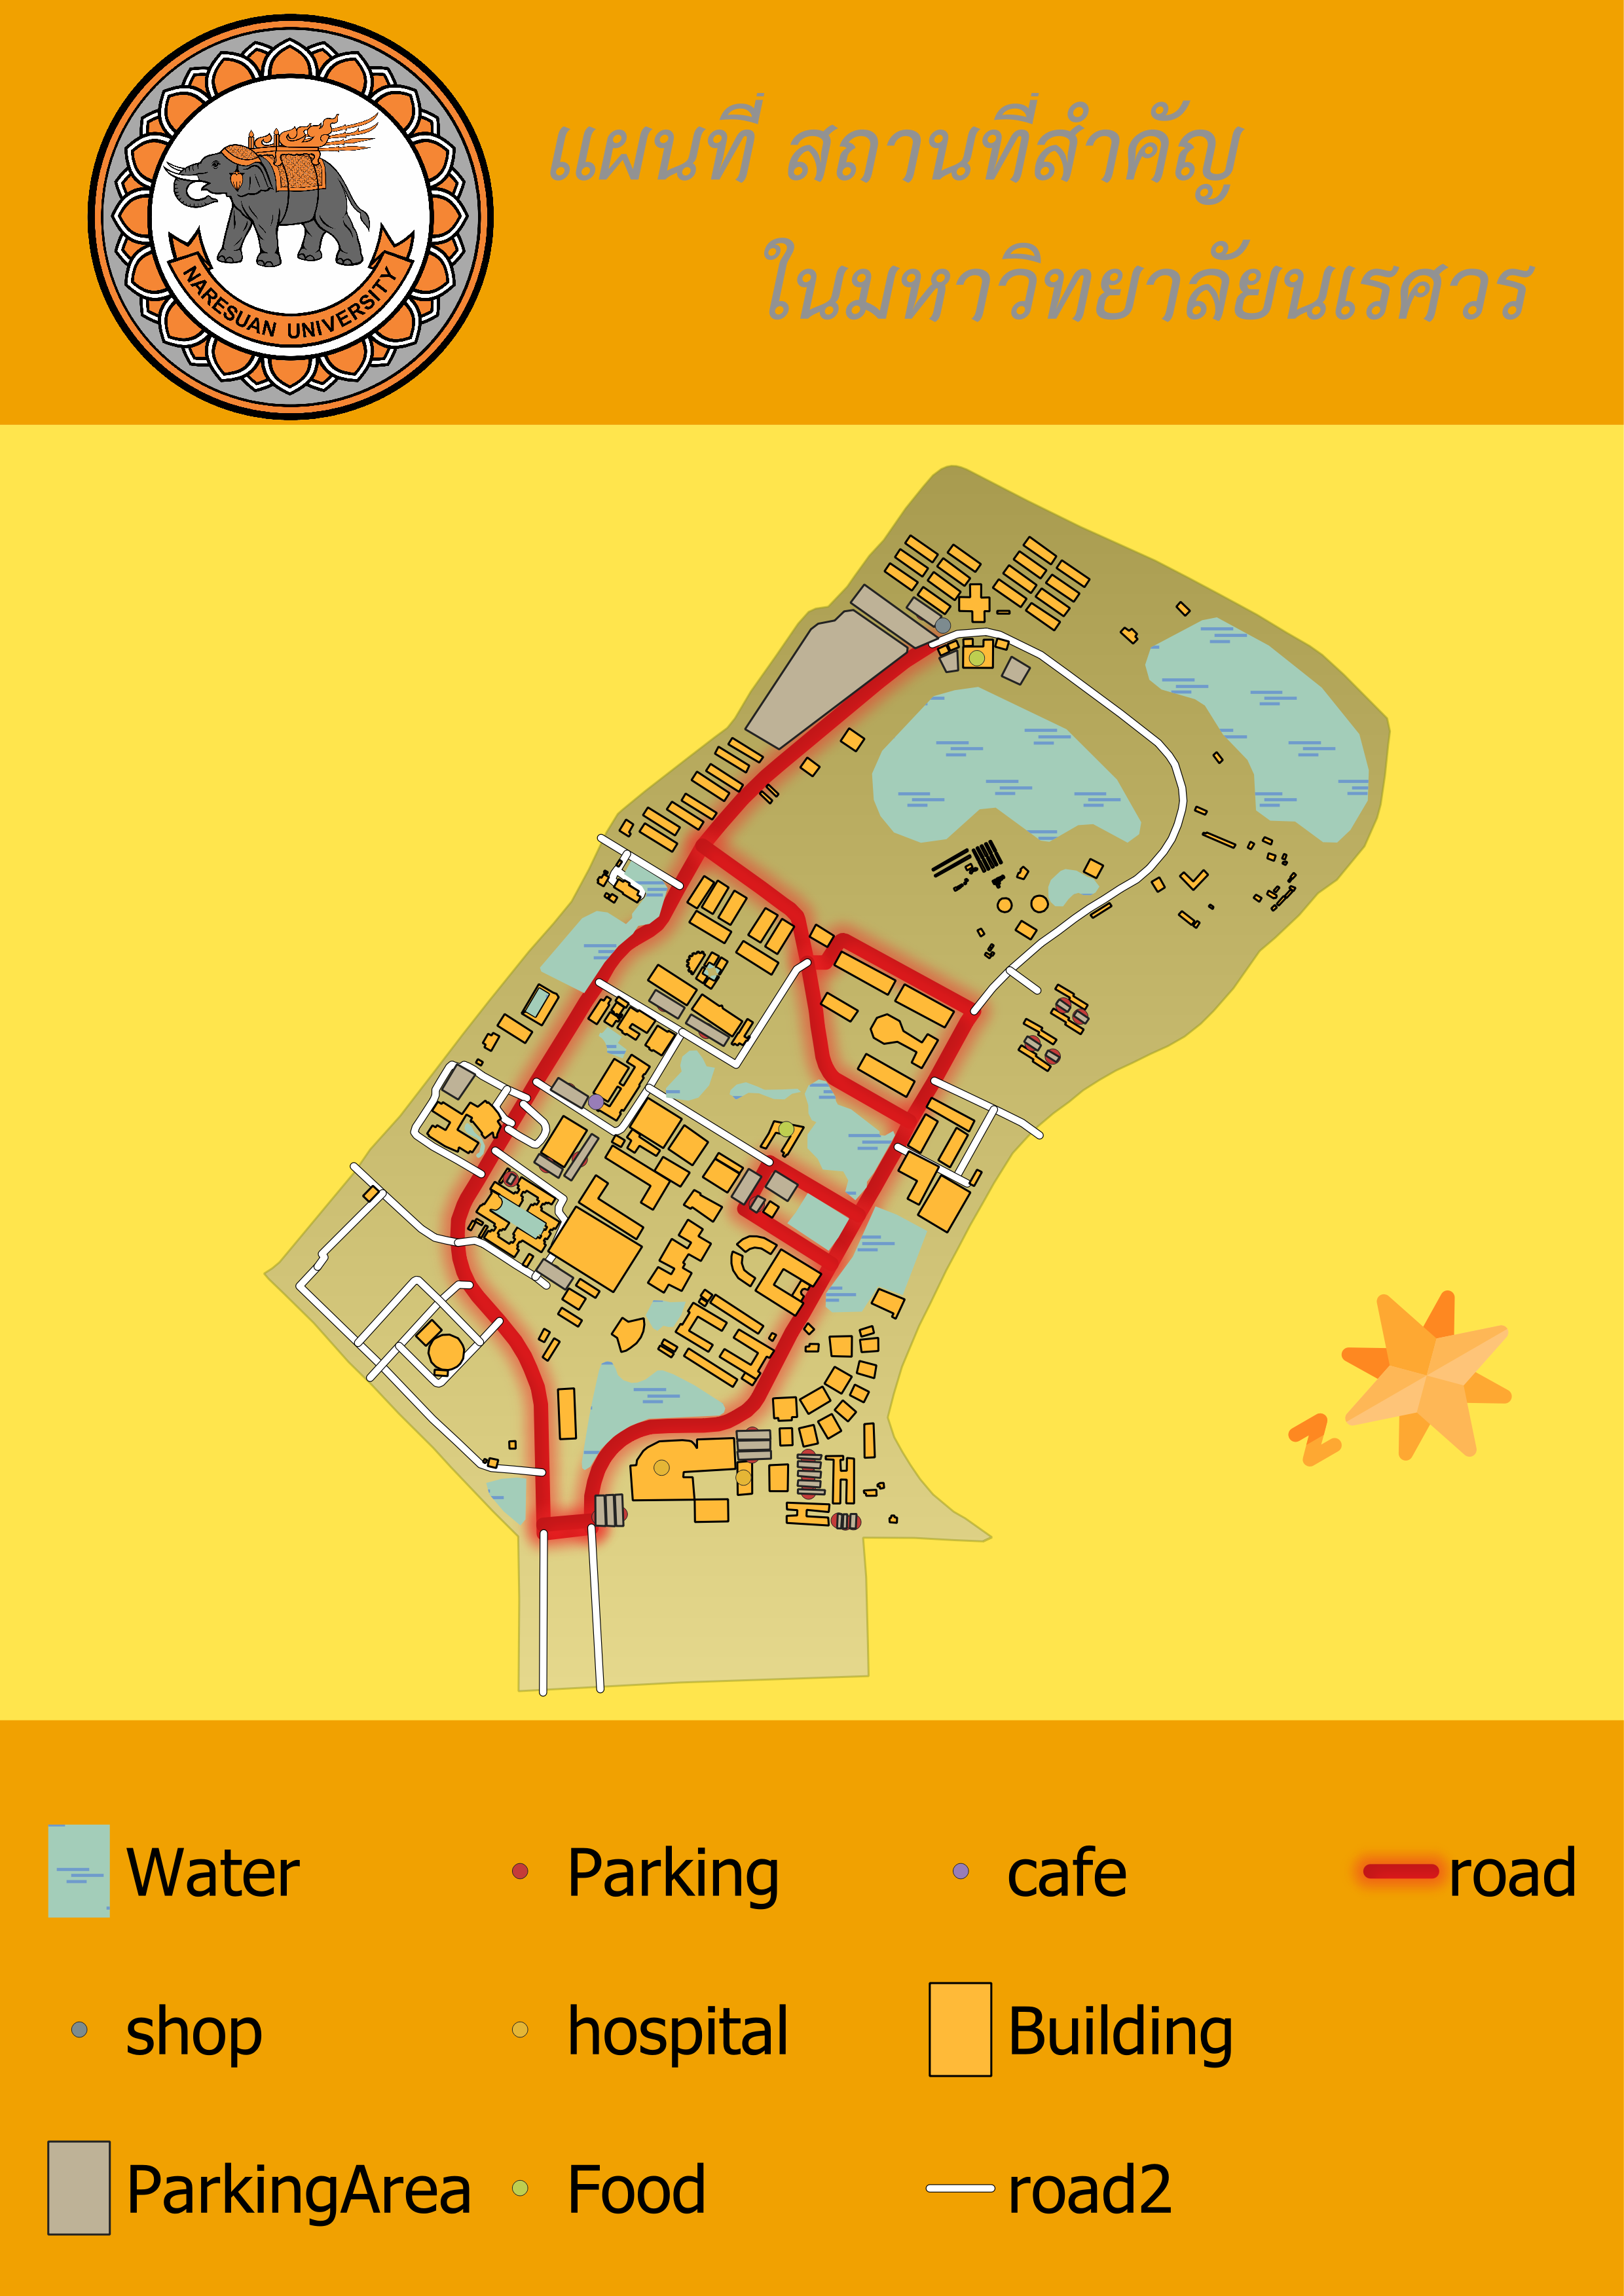 NARESUAN UNIVERSITY
แผนที่ สถานที่สำคัญ
ในมหาวิทยาลัยนเรศวร
N
Water
Parking
cafe
road
shop
hospital
Building
ParkingArea
Food
road2